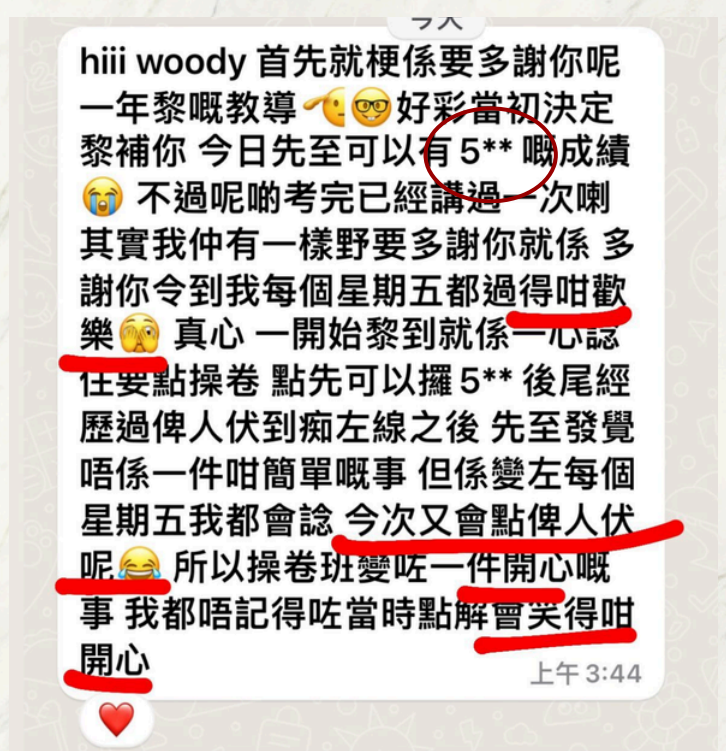 今天
hiii woody 首先就梗係要多謝你呢
一年黎嘅教導🫡🤓好彩當初決定
黎補你 今日先至可以有 5** 嘅成績
😭 不過呢啲考完已經講過一次喇
其實我仲有一樣野要多謝你就係 多
謝你令到我每個星期五都過得咁歡
樂🫣 真心 一開始黎到就係一心諗
住要點操卷 點先可以攞 5** 後尾經
歷過俾人伏到痴左線之後 先至發覺
唔係一件咁簡單嘅事 但係變左每個
星期五我都會諗 今次又會點俾人伏
呢😂 所以操卷班變咗一件開心嘅
事 我都唔記得咗當時點解會笑得咁
開心
上午 3:44